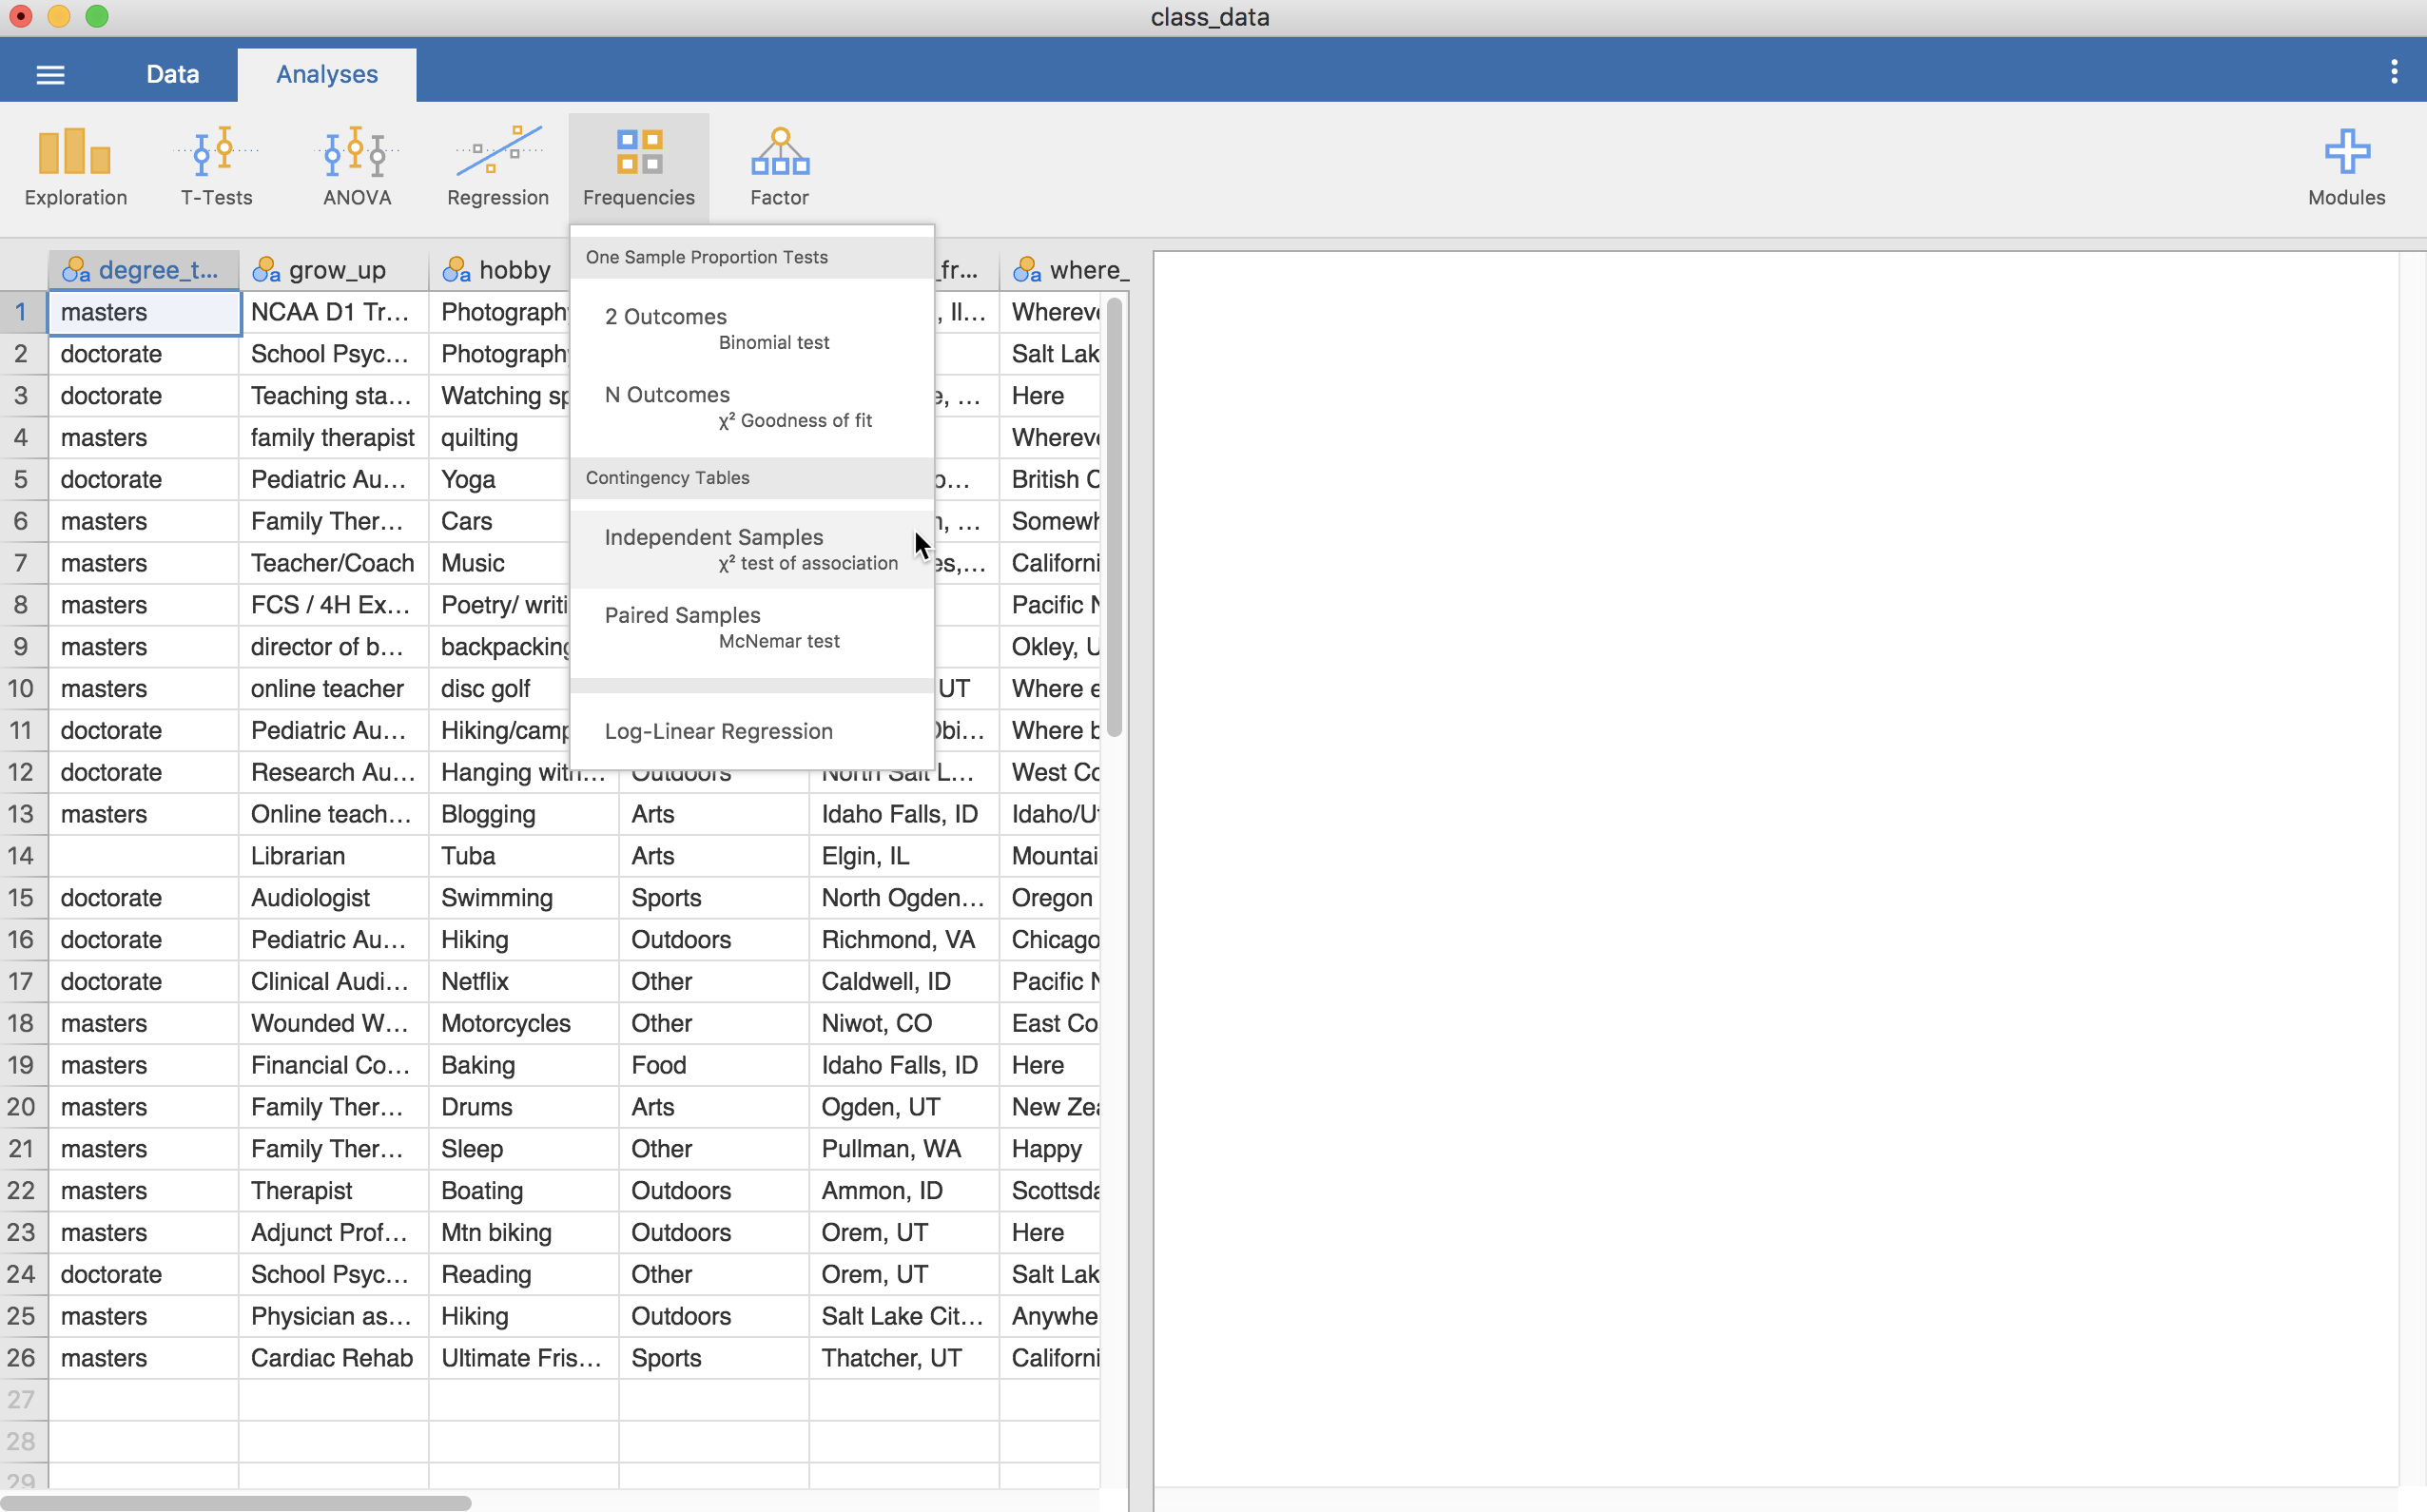 class_data
Data Analyses
Exploration T-Tests ANOVA Regression Frequencies Factor Modules
One Sample Proportion Tests
2 Outcomes
Binomial test
N Outcomes
χ² Goodness of fit
Contingency Tables
Independent Samples
χ² test of association
Paired Samples
McNemar test
Log-Linear Regression
a degree_t... a grow_up a hobby _fr... a where_
1 masters NCAA D1 Tr... Photography , Il... Whereve
2 doctorate School Psyc... Photography Salt Lak
3 doctorate Teaching sta... Watching sp e, ... Here
4 masters family therapist quilting Whereve
5 doctorate Pediatric Au... Yoga o... British C
6 masters Family Ther... Cars n, ... Somewh
7 masters Teacher/Coach Music es,... Californi
8 masters FCS / 4H Ex... Poetry/ writi Pacific N
9 masters director of b... backpacking Okley, U
10 masters online teacher disc golf UT Where e
11 doctorate Pediatric Au... Hiking/camp Obi... Where b
12 doctorate Research Au... Hanging with... Outdoors North Salt L... West Co
13 masters Online teach... Blogging Arts Idaho Falls, ID Idaho/Ut
14 Librarian Tuba Arts Elgin, IL Mountai
15 doctorate Audiologist Swimming Sports North Ogden... Oregon
16 doctorate Pediatric Au... Hiking Outdoors Richmond, VA Chicago
17 doctorate Clinical Audi... Netflix Other Caldwell, ID Pacific N
18 masters Wounded W... Motorcycles Other Niwot, CO East Co
19 masters Financial Co... Baking Food Idaho Falls, ID Here
20 masters Family Ther... Drums Arts Ogden, UT New Zea
21 masters Family Ther... Sleep Other Pullman, WA Happy
22 masters Therapist Boating Outdoors Ammon, ID Scottsda
23 masters Adjunct Prof... Mtn biking Outdoors Orem, UT Here
24 doctorate School Psyc... Reading Other Orem, UT Salt Lak
25 masters Physician as... Hiking Outdoors Salt Lake Cit... Anywhe
26 masters Cardiac Rehab Ultimate Fris... Sports Thatcher, UT Californi
27
28
29